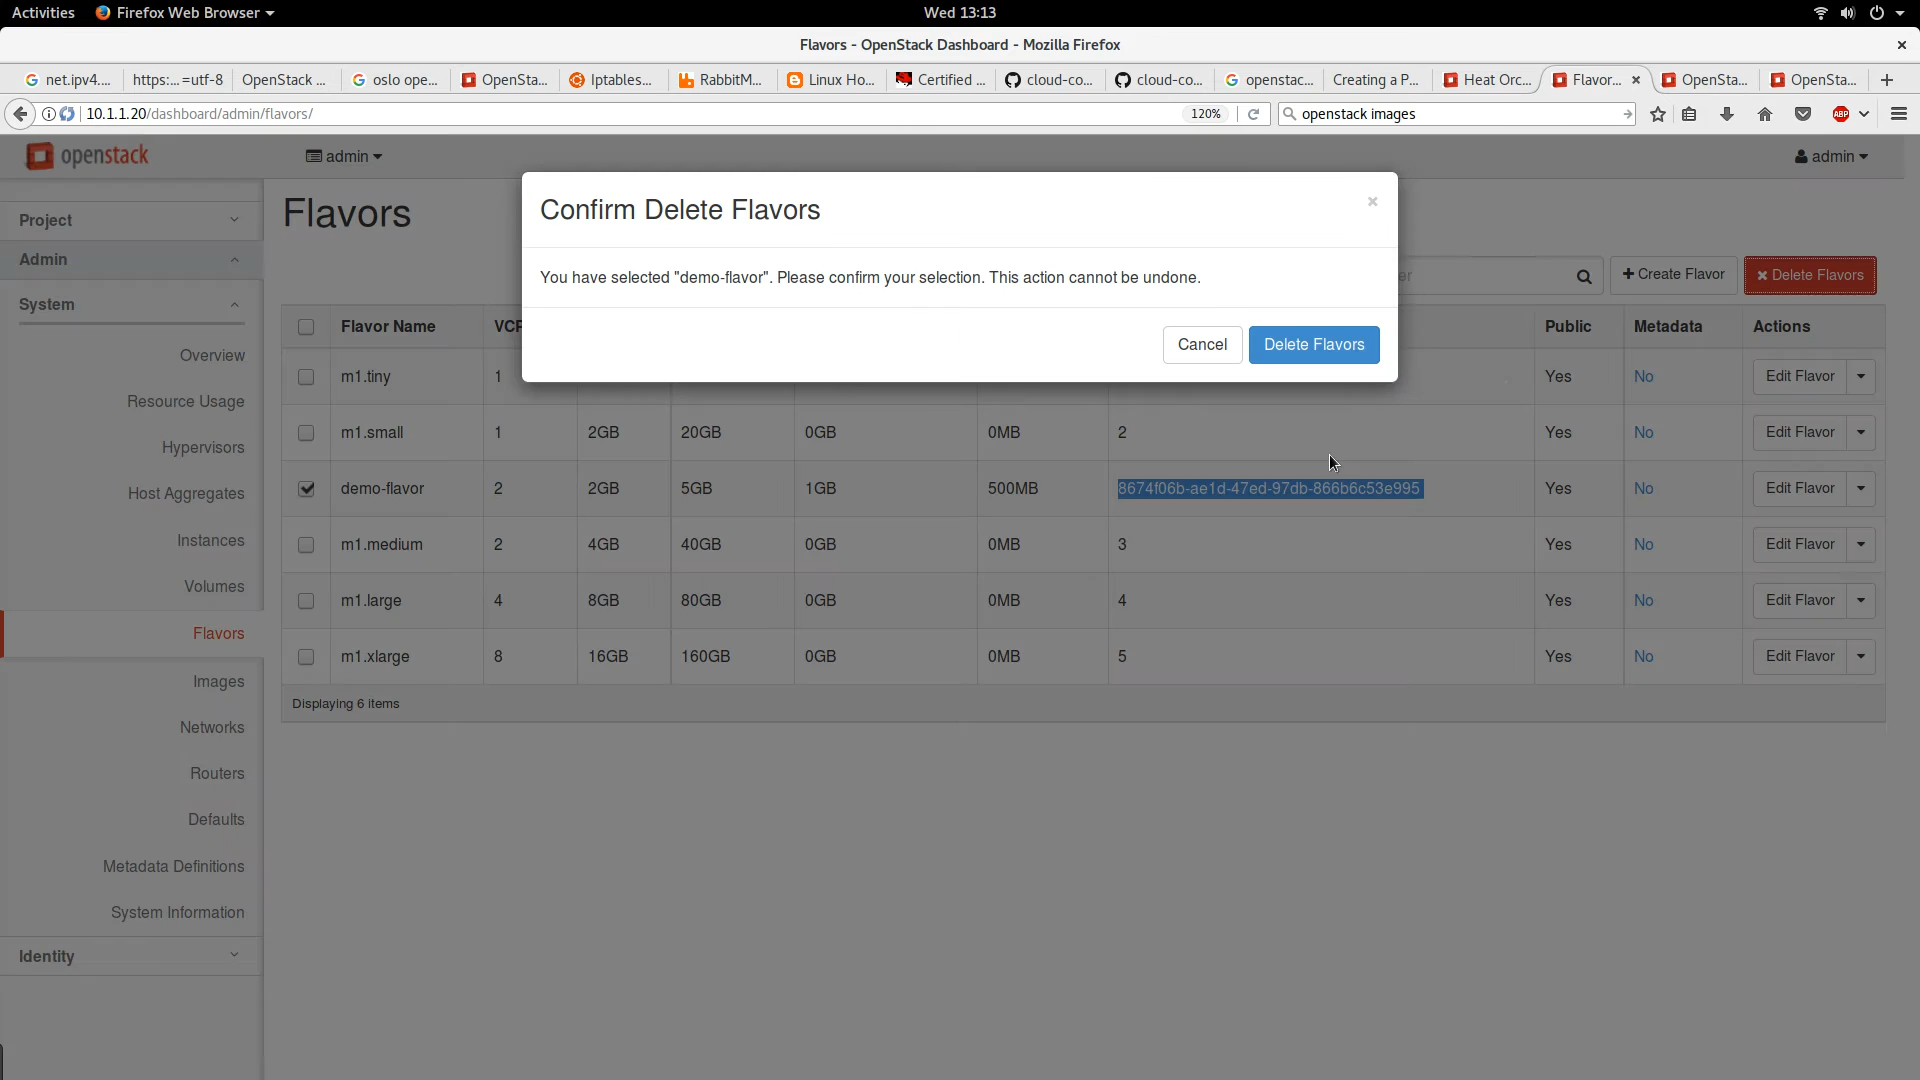 Activities Firefox Web Browser Wed 13:13
Flavors - OpenStack Dashboard - Mozilla Firefox
net.ipv4.... https:...=utf-8 OpenStack ... oslo ope... OpenSta... Iptables... RabbitM... Linux Ho... Certified ... cloud-co... cloud-co... openstac... Creating a P... Heat Orc... Flavor... OpenSta... OpenSta...
10.1.1.20/dashboard/admin/flavors/ 120% openstack images ABP
openstack admin admin
Project
Admin
System
Overview
Resource Usage
Hypervisors
Host Aggregates
Instances
Volumes
Flavors
Images
Networks
Routers
Defaults
Metadata Definitions
System Information
Identity
Flavors
Confirm Delete Flavors
You have selected "demo-flavor". Please confirm your selection. This action cannot be undone.
Cancel Delete Flavors
+ Create Flavor Delete Flavors
Flavor Name VCP Public Metadata Actions
m1.tiny 1 Yes No Edit Flavor
m1.small 1 2GB 20GB 0GB 0MB 2 Yes No Edit Flavor
demo-flavor 2 2GB 5GB 1GB 500MB 8674f06b-ae1d-47ed-97db-866b6c53e995 Yes No Edit Flavor
m1.medium 2 4GB 40GB 0GB 0MB 3 Yes No Edit Flavor
m1.large 4 8GB 80GB 0GB 0MB 4 Yes No Edit Flavor
m1.xlarge 8 16GB 160GB 0GB 0MB 5 Yes No Edit Flavor
Displaying 6 items